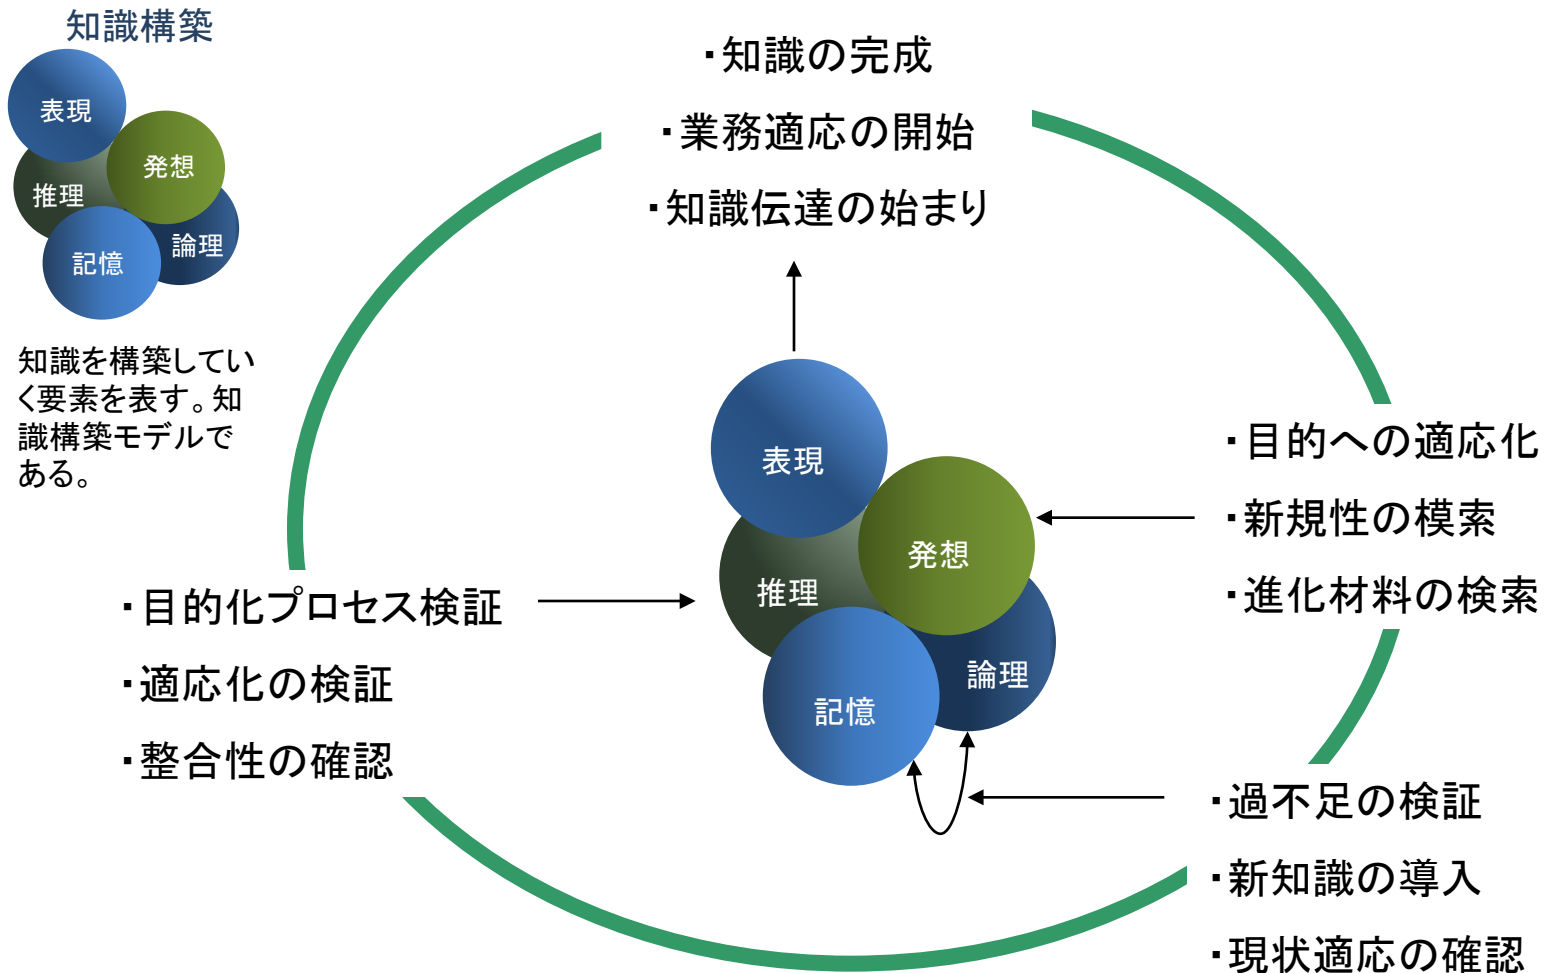 知識構築
表現
発想
推理
論理
記憶
知識を構築してい
く要素を表す。知
識構築モデルで
ある。
・知識の完成
・業務適応の開始
・知識伝達の始まり
表現
発想
推理
論理
記憶
・目的への適応化
・新規性の模索
・進化材料の検索
・目的化プロセス検証
・適応化の検証
・整合性の確認
・過不足の検証
・新知識の導入
・現状適応の確認